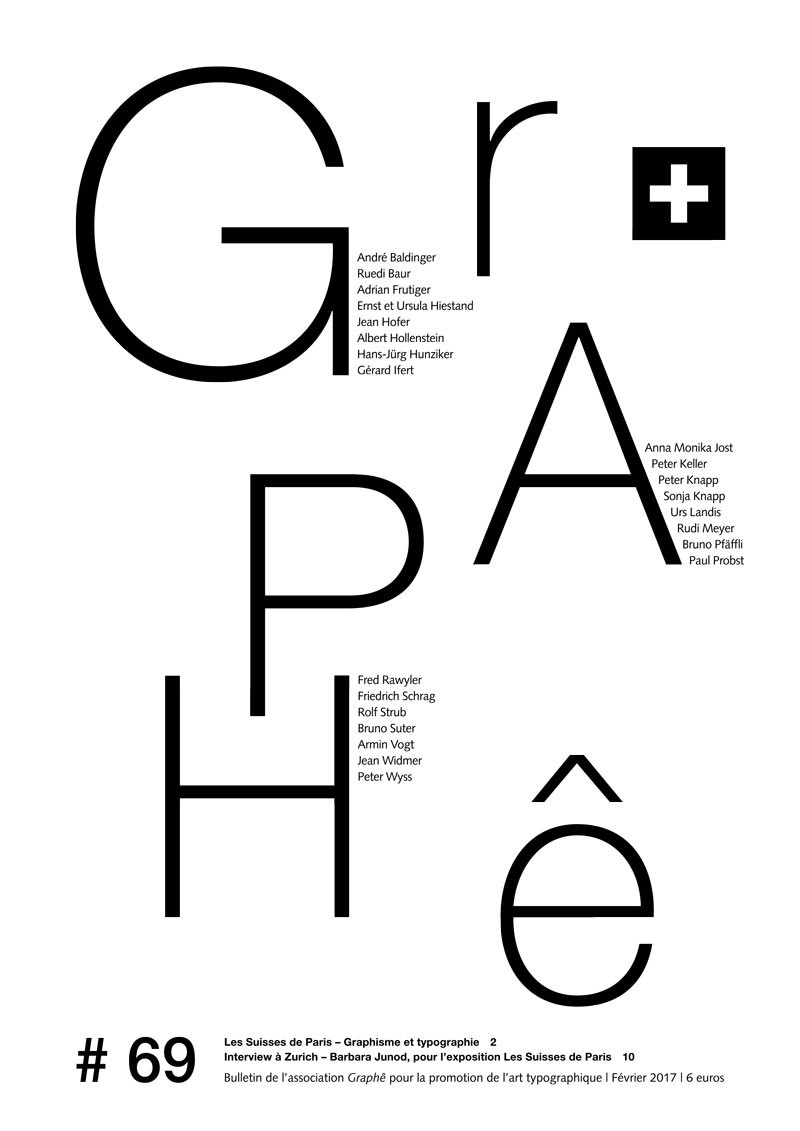 G r
André Baldinger
Ruedi Baur
Adrian Frutiger
Ernst et Ursula Hiestand
Jean Hofer
Albert Hollenstein
Hans-Jürg Hunziker
Gérard Ifert
A
Anna Monika Jost
Peter Keller
Peter Knapp
Sonja Knapp
Urs Landis
Rudi Meyer
Bruno Pfäffli
Paul Probst
P
H
Fred Rawyler
Friedrich Schrag
Rolf Strub
Bruno Suter
Armin Vogt
Jean Widmer
Peter Wyss
ê
# 69
Les Suisses de Paris – Graphisme et typographie 2
Interview à Zurich – Barbara Junod, pour l’exposition Les Suisses de Paris 10
Bulletin de l’association Graphê pour la promotion de l’art typographique | Février 2017 | 6 euros